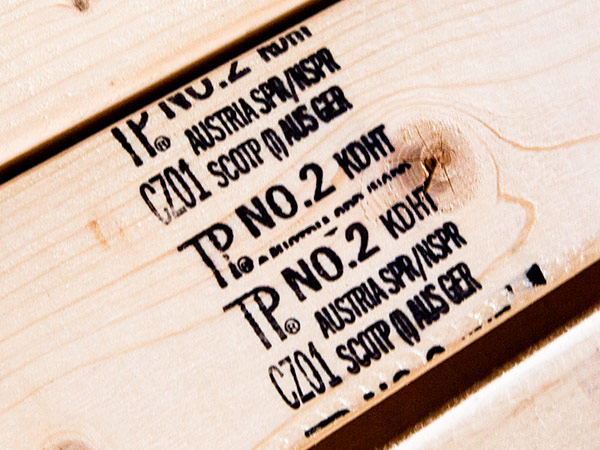 TP® NO.2 KDHT
AUSTRIA SPR/NSPR
CZ01 SCOTP (I) AUS GER
TP® NO.2 KDHT
TP® NO.2 KDHT
AUSTRIA SPR/NSPR
CZ01 SCOTP (I) AUS GER